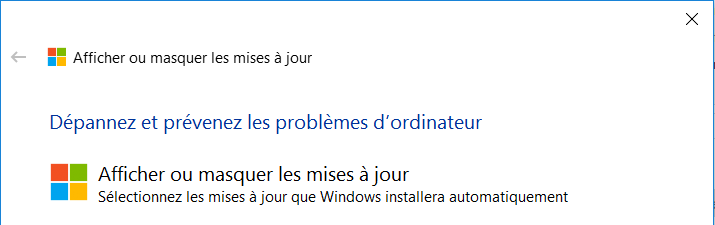 Afficher ou masquer les mises à jour
Dépannez et prévenez les problèmes d’ordinateur
Afficher ou masquer les mises à jour
Sélectionnez les mises à jour que Windows installera automatiquement